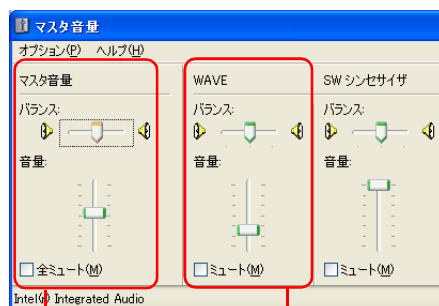 マスタ音量
オプション(P) ヘルプ(H)
マスタ音量
バランス:
音量:
全ミュート(M)
WAVE
バランス:
音量:
ミュート(M)
SW シンセサイザ
バランス:
音量:
ミュート(M)
Intel(r) Integrated Audio